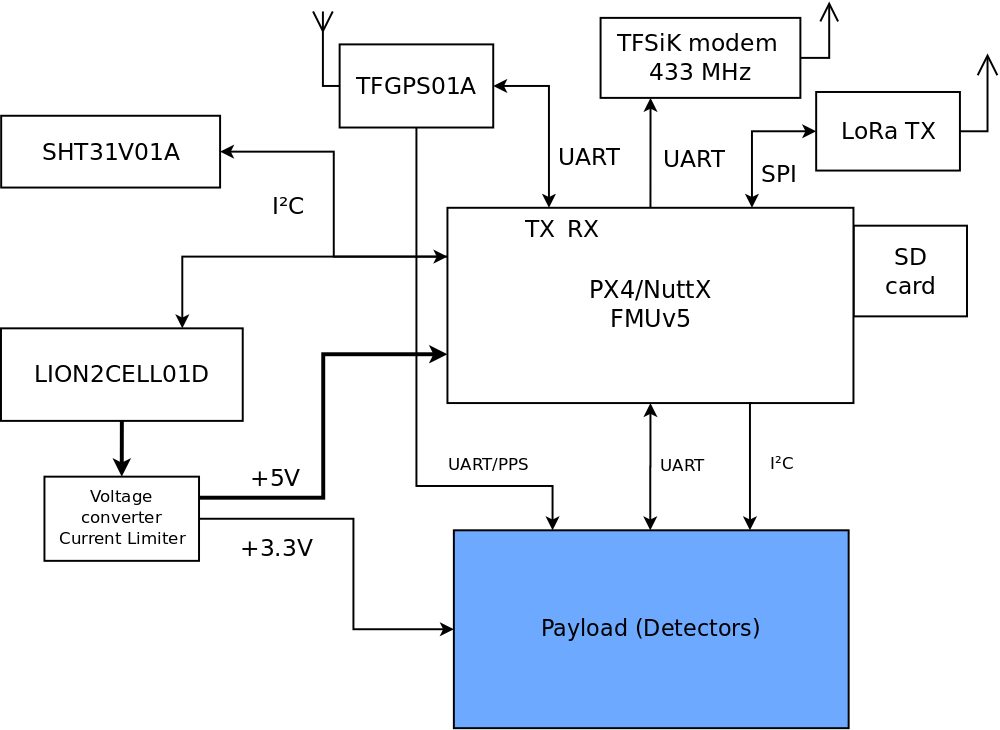 TFSiK modem
433 MHz
TFGPS01A
LoRa TX
SHT31V01A
UART
UART
SPI
I²C
TX RX
SD
card
PX4/NuttX
FMUv5
LION2CELL01D
UART/PPS
UART
I²C
+5V
Voltage
converter
Current Limiter
+3.3V
Payload (Detectors)